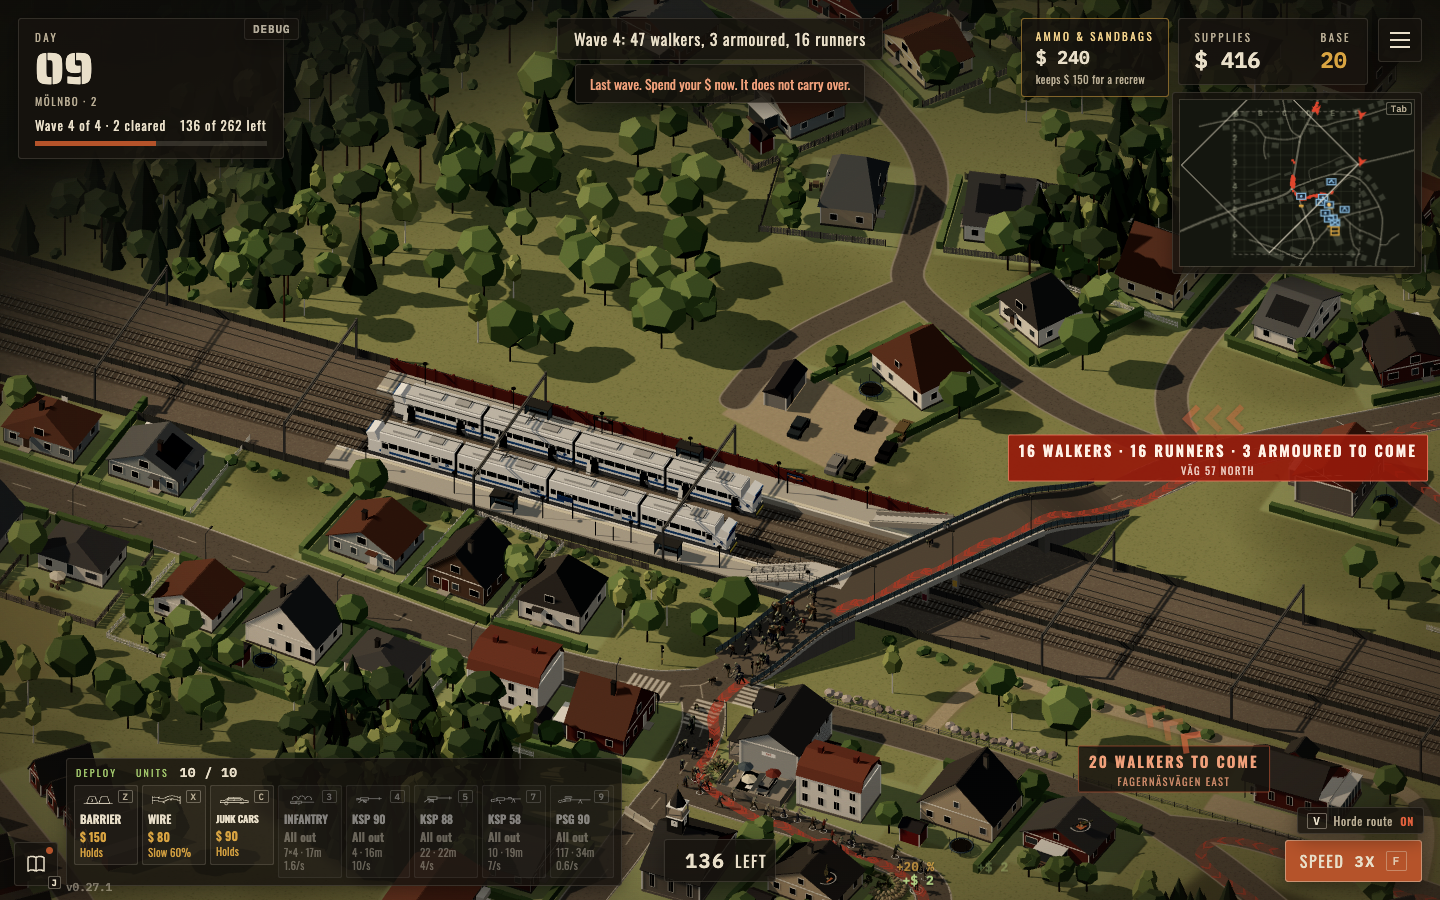 DAY
DEBUG
09
MÖLNBO · 2
Wave 4 of 4 · 2 cleared 136 of 262 left
Wave 4: 47 walkers, 3 armoured, 16 runners
Last wave. Spend your $ now. It does not carry over.
AMMO & SANDBAGS
$ 240
keeps $ 150 for a recrew
SUPPLIES BASE
$ 416 20
Tab
16 WALKERS · 16 RUNNERS · 3 ARMOURED TO COME
VÄG 57 NORTH
20 WALKERS TO COME
FAGERNÄSVÄGEN EAST
DEPLOY UNITS 10 / 10
Z X C 3 4 5 7 9
BARRIER WIRE JUNK CARS INFANTRY KSP 90 KSP 88 KSP 58 PSG 90
$ 150 $ 80 $ 90 All out All out All out All out All out
Holds Slow 60% Holds 7×4 · 17m 4 · 16m 22 · 22m 10 · 19m 117 · 34m
1.6/s 10/s 4/s 7/s 0.6/s
J
v0.27.1
136 LEFT
+20 %
+$ 2
+$ 2
V Horde route ON
SPEED 3X F